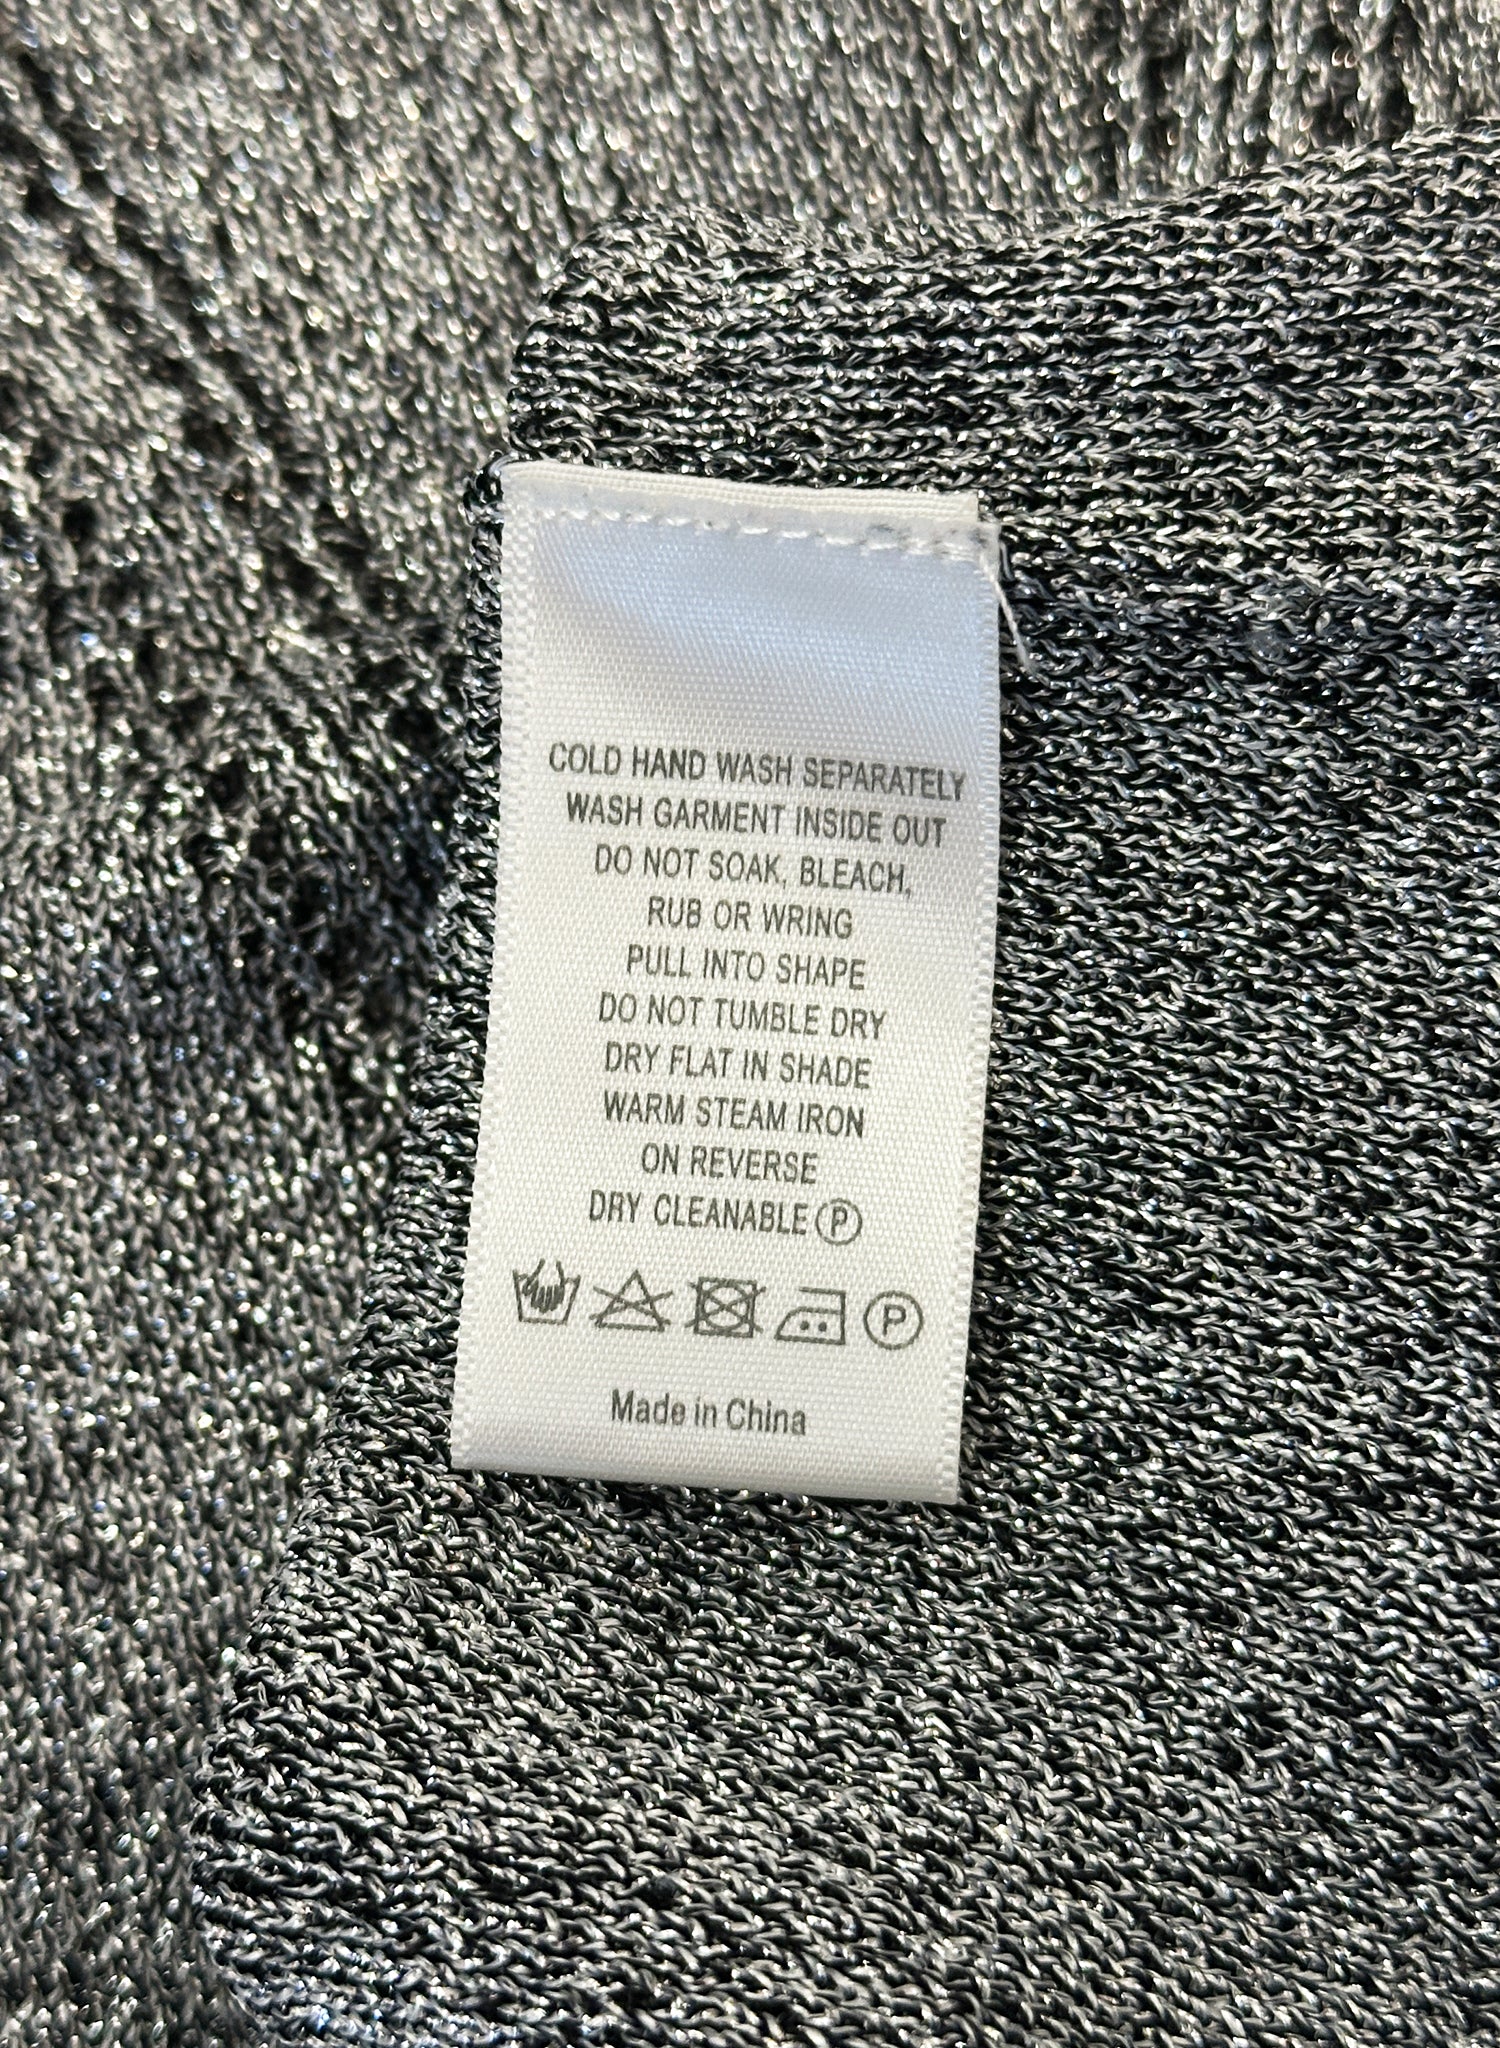 COLD HAND WASH SEPARATELY
WASH GARMENT INSIDE OUT
DO NOT SOAK, BLEACH,
RUB OR WRING
PULL INTO SHAPE
DO NOT TUMBLE DRY
DRY FLAT IN SHADE
WARM STEAM IRON
ON REVERSE
DRY CLEANABLE Ⓟ
Ⓟ
Made in China